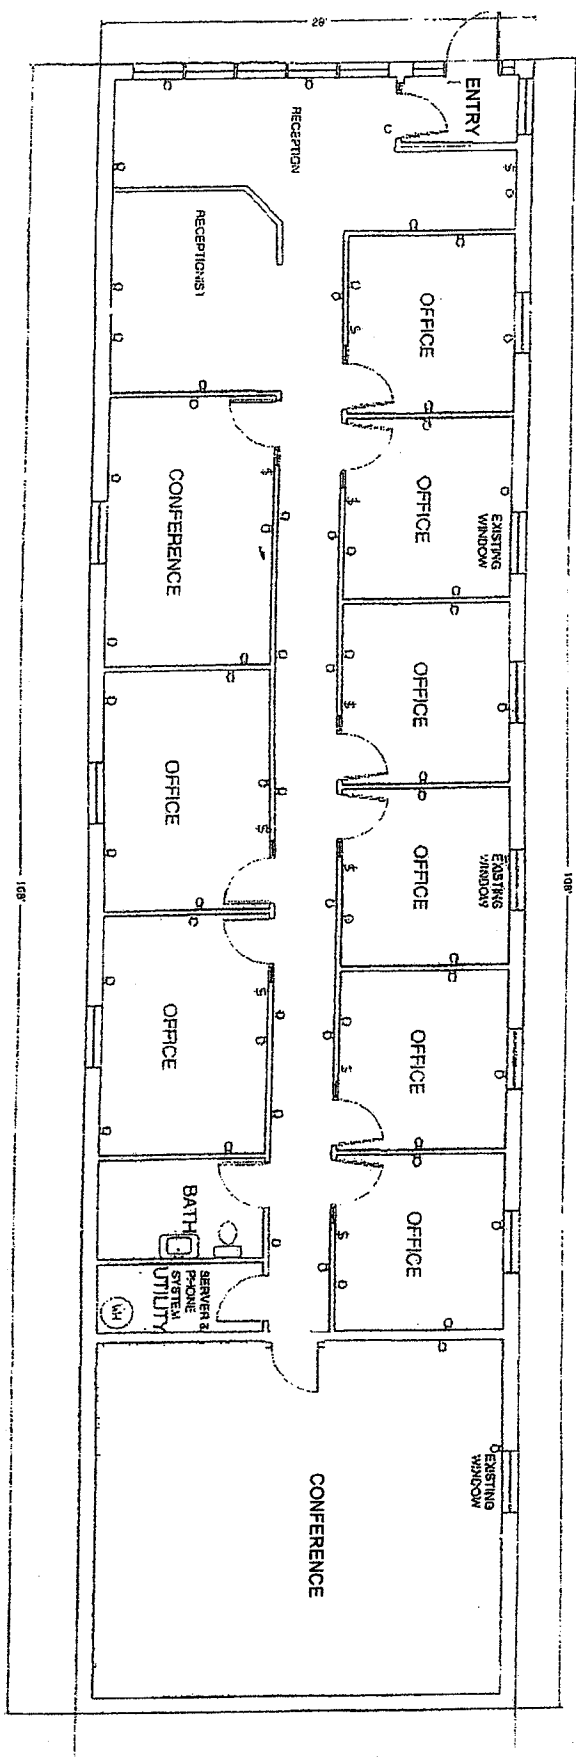 28'
ENTRY
RECEPTION
RECEPTIONIST
OFFICE
OFFICE
EXISTING
WINDOW
CONFERENCE
OFFICE
OFFICE
OFFICE
EXISTING
WINDOW
108'
108'
OFFICE
OFFICE
BATH
OFFICE
SERVER &
PHONE
SYSTEM
UTILITY
WH
EXISTING
WINDOW
CONFERENCE